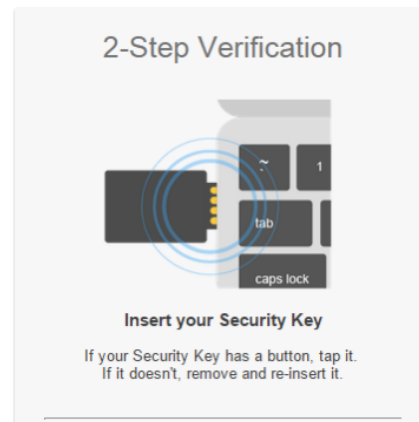 2-Step Verification
~ 1
tab
caps lock
Insert your Security Key
If your Security Key has a button, tap it.
If it doesn't, remove and re-insert it.